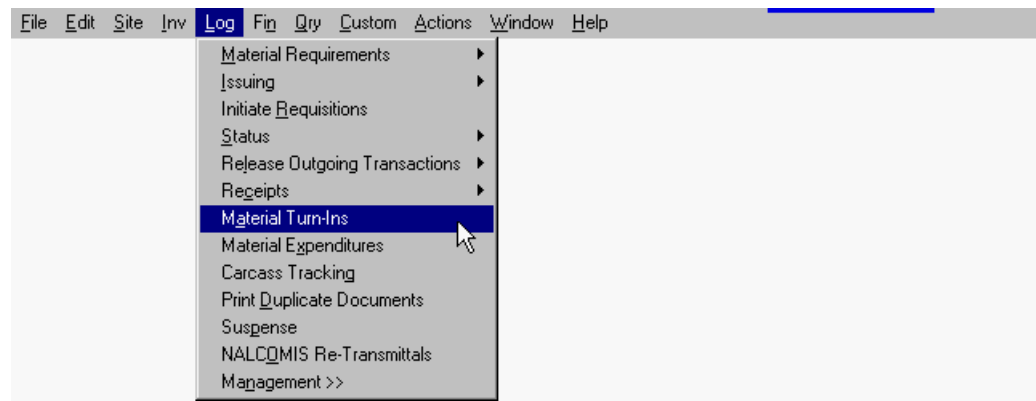 File Edit Site Inv Log Fin Qry Custom Actions Window Help
Material Requirements
Issuing
Initiate Requisitions
Status
Release Outgoing Transactions
Receipts
Material Turn-Ins
Material Expenditures
Carcass Tracking
Print Duplicate Documents
Suspense
NALCOMIS Re-Transmittals
Management >>